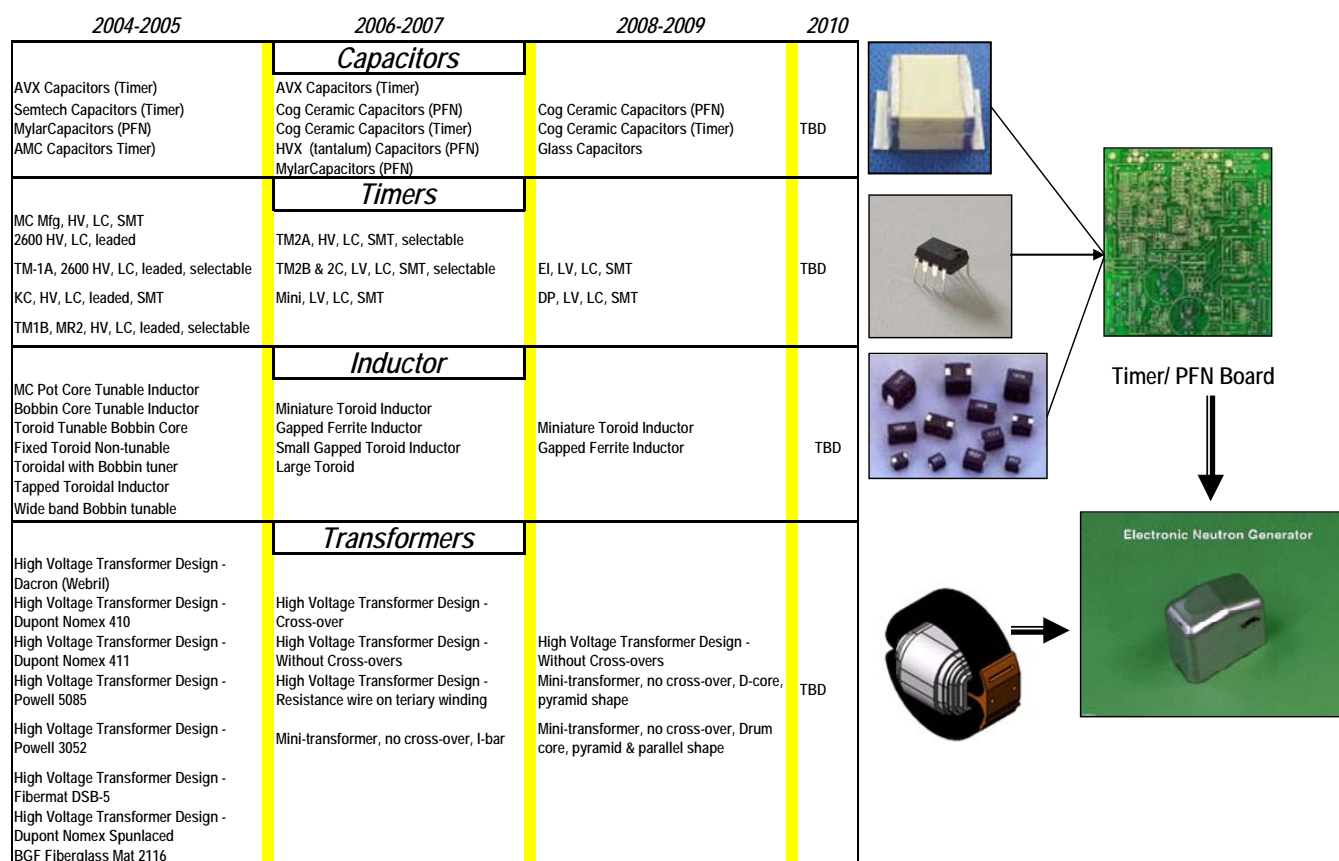 2004-2005 2006-2007 2008-2009 2010
Capacitors
AVX Capacitors (Timer) AVX Capacitors (Timer)
Semtech Capacitors (Timer) Cog Ceramic Capacitors (PFN) Cog Ceramic Capacitors (PFN)
MylarCapacitors (PFN) Cog Ceramic Capacitors (Timer) Cog Ceramic Capacitors (Timer) TBD
AMC Capacitors Timer) HVX (tantalum) Capacitors (PFN) Glass Capacitors
MylarCapacitors (PFN)
Timers
MC Mfg, HV, LC, SMT
2600 HV, LC, leaded TM2A, HV, LC, SMT, selectable
TM-1A, 2600 HV, LC, leaded, selectable TM2B & 2C, LV, LC, SMT, selectable EI, LV, LC, SMT TBD
KC, HV, LC, leaded, SMT Mini, LV, LC, SMT DP, LV, LC, SMT
TM1B, MR2, HV, LC, leaded, selectable
Inductor
MC Pot Core Tunable Inductor
Bobbin Core Tunable Inductor Miniature Toroid Inductor
Toroid Tunable Bobbin Core Gapped Ferrite Inductor Miniature Toroid Inductor
Fixed Toroid Non-tunable Small Gapped Toroid Inductor Gapped Ferrite Inductor TBD
Toroidal with Bobbin tuner Large Toroid
Tapped Toroidal Inductor
Wide band Bobbin tunable
Transformers
High Voltage Transformer Design -
Dacron (Webril)
High Voltage Transformer Design - High Voltage Transformer Design -
Dupont Nomex 410 Cross-over
High Voltage Transformer Design - High Voltage Transformer Design - High Voltage Transformer Design -
Dupont Nomex 411 Without Cross-overs Without Cross-overs
High Voltage Transformer Design - High Voltage Transformer Design - Mini-transformer, no cross-over, D-core,
Powell 5085 Resistance wire on teriary winding pyramid shape TBD
High Voltage Transformer Design - Mini-transformer, no cross-over, Drum
Powell 3052 Mini-transformer, no cross-over, I-bar core, pyramid & parallel shape
High Voltage Transformer Design -
Fibermat DSB-5
High Voltage Transformer Design -
Dupont Nomex Spunlaced
BGF Fiberglass Mat 2116
Timer/ PFN Board
Electronic Neutron Generator